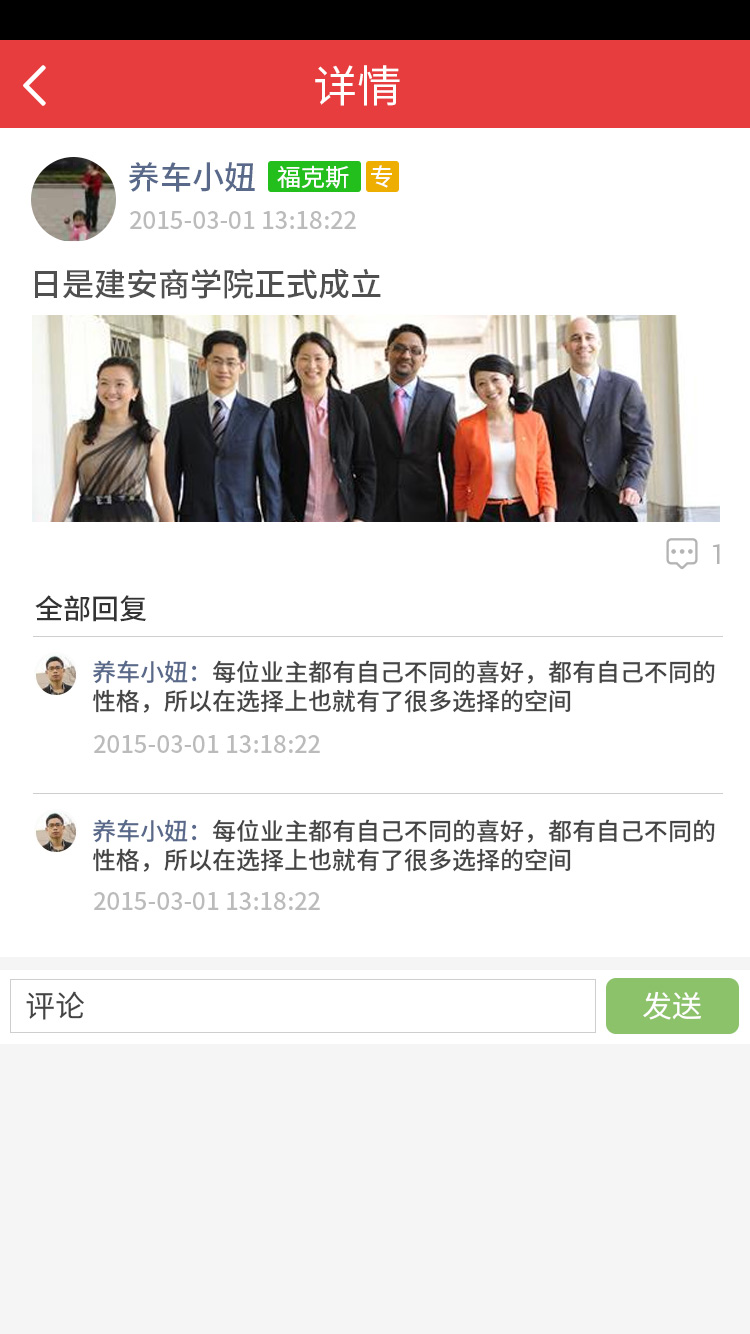 详情
养车小妞 福克斯 专
2015-03-01 13:18:22
日是建安商学院正式成立
1
全部回复
养车小妞：每位业主都有自己不同的喜好，都有自己不同的
性格，所以在选择上也就有了很多选择的空间
2015-03-01 13:18:22
养车小妞：每位业主都有自己不同的喜好，都有自己不同的
性格，所以在选择上也就有了很多选择的空间
2015-03-01 13:18:22
评论 发送